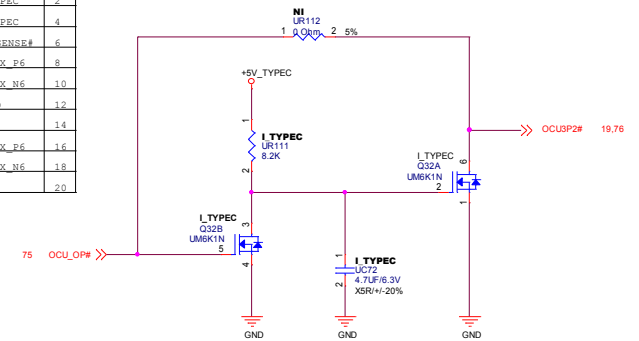 PEC 2
PEC 4
ENSE# 6
X_P6 8
X_N6 10
12
14
X_P6 16
X_N6 18
20
NI
UR112
1 0 Ohm 2 5%
+5V_TYPEC
1
I_TYPEC
UR111
8.2K
2
OCU3P2# 19,76
I_TYPEC
Q32A
UM6K1N
6
2
1
I_TYPEC
Q32B
UM6K1N
3
5
4
75 OCU_OP#
1
I_TYPEC
UC72
4.7UF/6.3V
2
X5R/+/-20%
GND GND GND